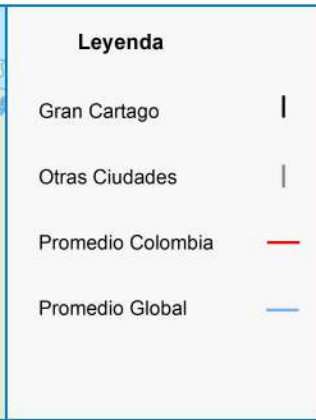 Leyenda
Gran Cartago
Otras Ciudades
Promedio Colombia
Promedio Global